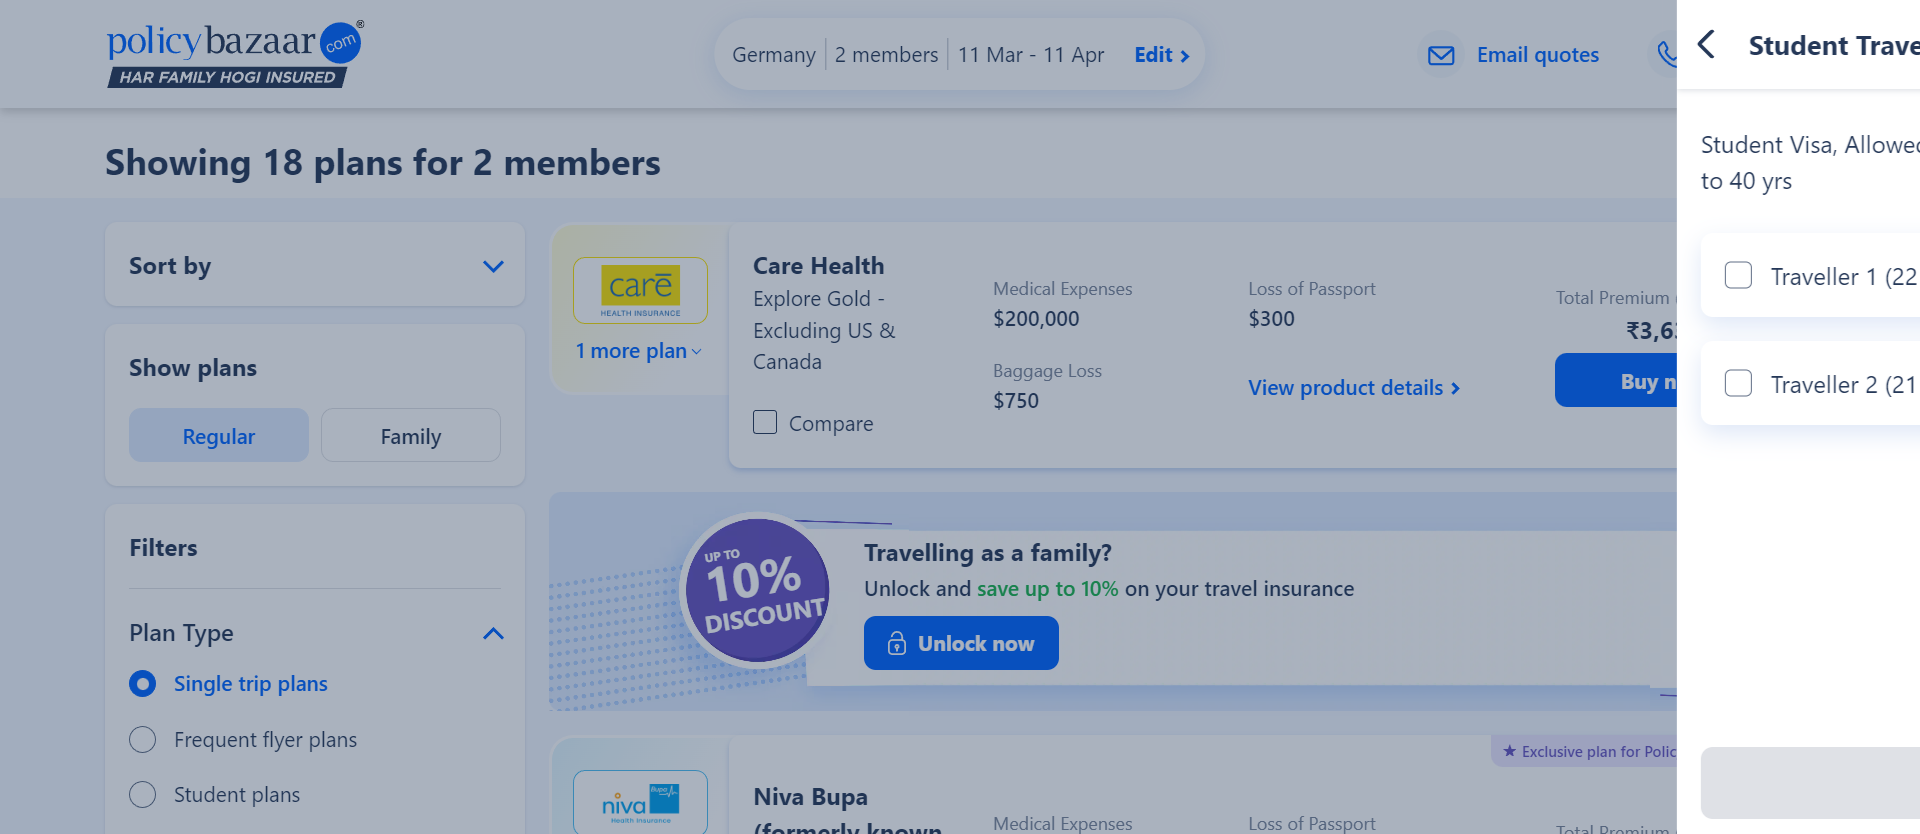 policybazaar com ®
HAR FAMILY HOGI INSURED
Germany 2 members 11 Mar - 11 Apr Edit
Email quotes
Student Trave
Showing 18 plans for 2 members
Student Visa, Allowed
to 40 yrs
Traveller 1 (22
Traveller 2 (21
Sort by
Show plans
Regular
Family
Filters
Plan Type
Single trip plans
Frequent flyer plans
Student plans
care
HEALTH INSURANCE
1 more plan
Care Health
Explore Gold -
Excluding US &
Canada
Compare
Medical Expenses
$200,000
Baggage Loss
$750
Loss of Passport
$300
View product details
Total Premium
₹3,63
Buy n
UP TO
10%
DISCOUNT
Travelling as a family?
Unlock and save up to 10% on your travel insurance
Unlock now
★ Exclusive plan for Polic
niva Bupa
Health Insurance
Niva Bupa
(formerly known
Medical Expenses
Loss of Passport
Total Premium